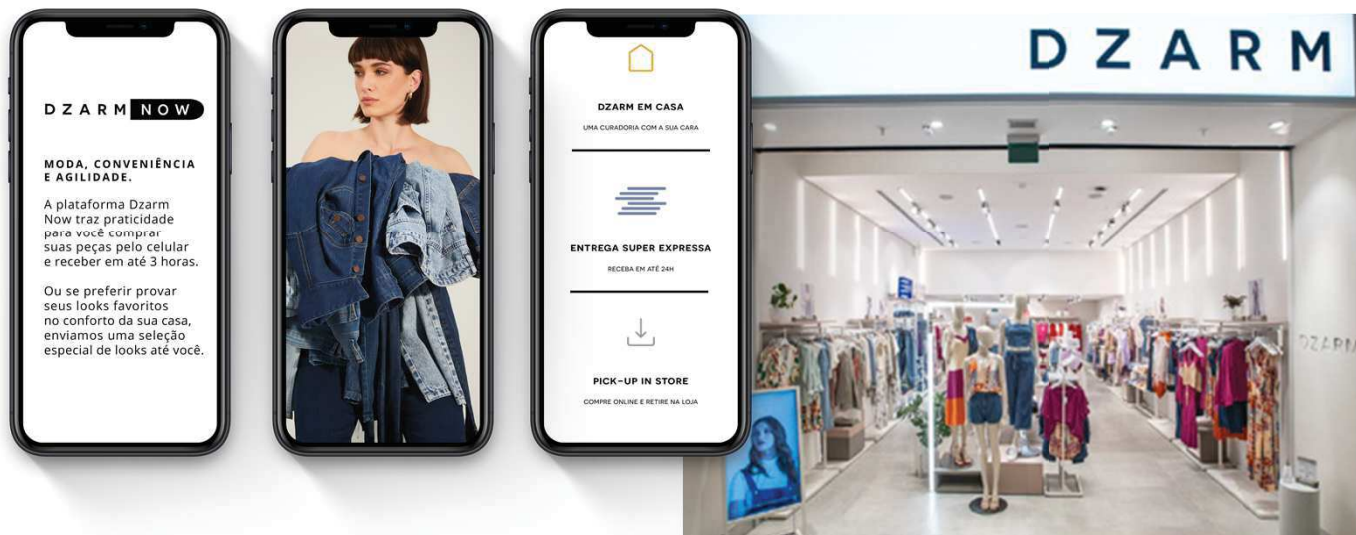 DZARM NOW
MODA, CONVENIÊNCIA
E AGILIDADE.
A plataforma Dzarm
Now traz praticidade
para você comprar
suas peças pelo celular
e receber em até 3 horas.
Ou se preferir provar
seus looks favoritos
no conforto da sua casa,
enviamos uma seleção
especial de looks até você.
DZARM EM CASA
UMA CURADORIA COM A SUA CARA
ENTREGA SUPER EXPRESSA
RECEBA EM ATÉ 24H
PICK-UP IN STORE
COMPRE ONLINE E RETIRE NA LOJA
DZARM
DZARM